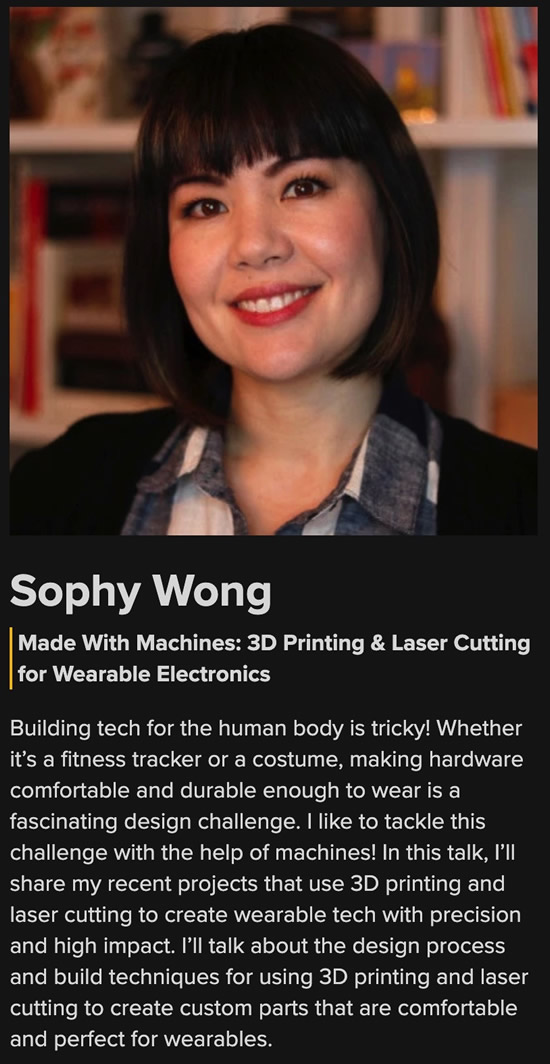 Sophy Wong
Made With Machines: 3D Printing & Laser Cutting
for Wearable Electronics
Building tech for the human body is tricky! Whether
it’s a fitness tracker or a costume, making hardware
comfortable and durable enough to wear is a
fascinating design challenge. I like to tackle this
challenge with the help of machines! In this talk, I’ll
share my recent projects that use 3D printing and
laser cutting to create wearable tech with precision
and high impact. I’ll talk about the design process
and build techniques for using 3D printing and laser
cutting to create custom parts that are comfortable
and perfect for wearables.